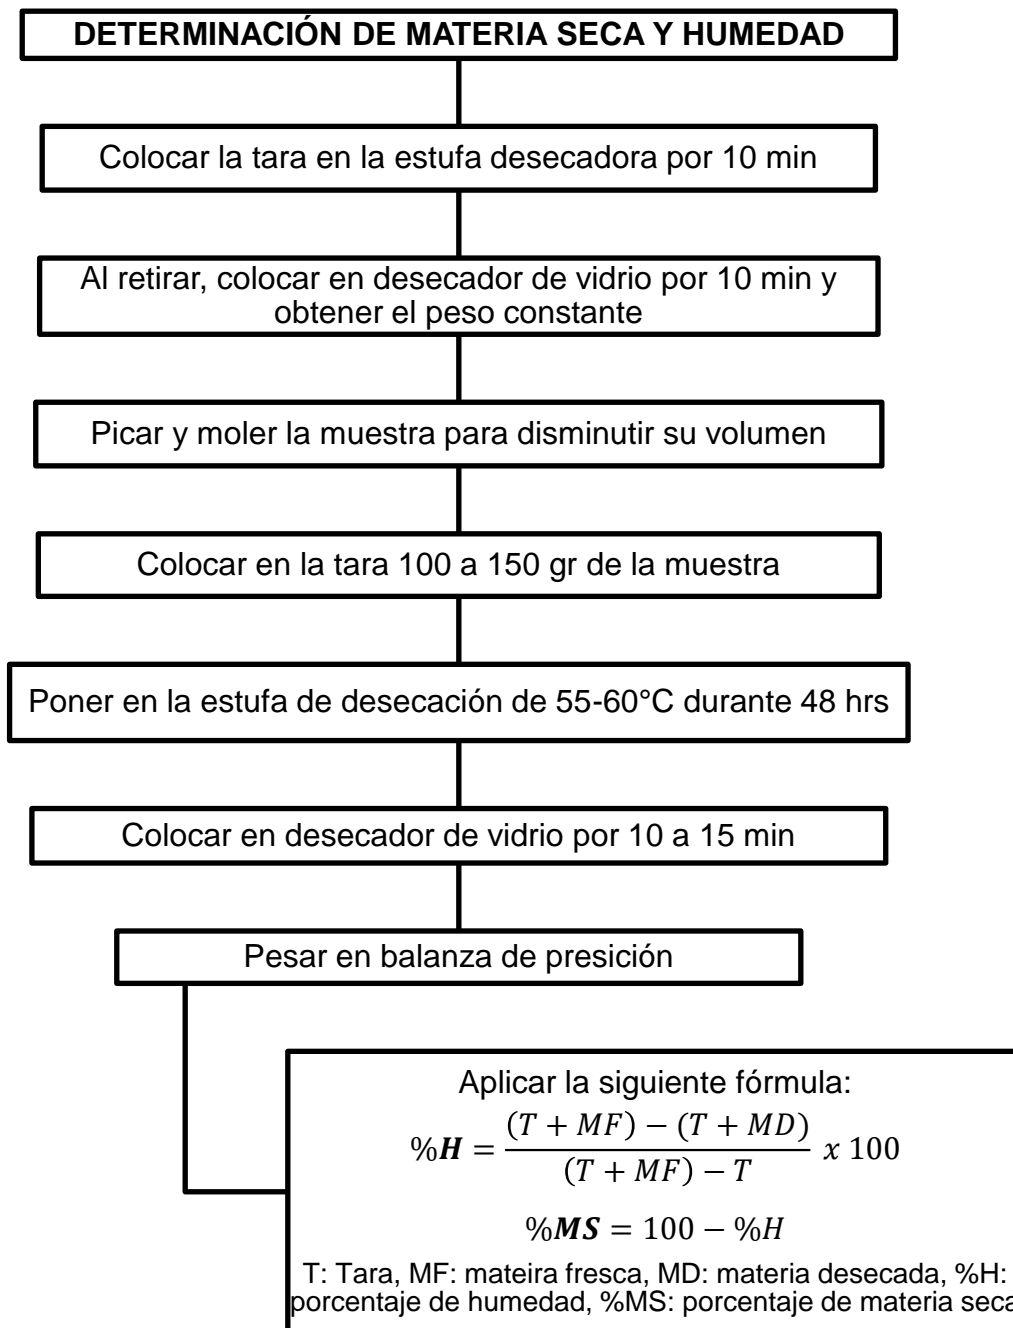 DETERMINACIÓN DE MATERIA SECA Y HUMEDAD
Colocar la tara en la estufa desecadora por 10 min
Al retirar, colocar en desecador de vidrio por 10 min y
obtener el peso constante
Picar y moler la muestra para disminutir su volumen
Colocar en la tara 100 a 150 gr de la muestra
Poner en la estufa de desecación de 55-60°C durante 48 hrs
Colocar en desecador de vidrio por 10 a 15 min
Pesar en balanza de presición
Aplicar la siguiente fórmula:
%H = (T + MF) − (T + MD) / (T + MF) − T x 100
%MS = 100 − %H
T: Tara, MF: mateira fresca, MD: materia desecada, %H:
porcentaje de humedad, %MS: porcentaje de materia seca